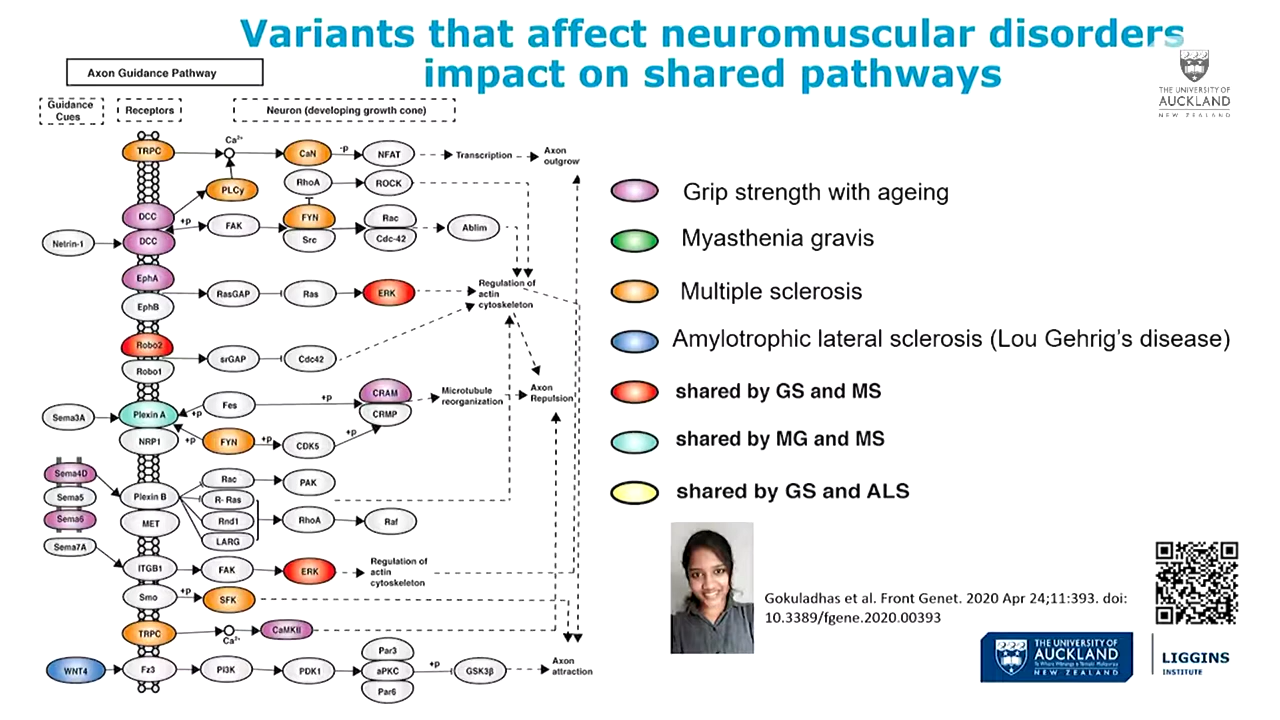 Variants that affect neuromuscular disorders
impact on shared pathways
THE UNIVERSITY OF
AUCKLAND
NEW ZEALAND
Axon Guidance Pathway
Guidance
Cues
Receptors
Neuron (developing growth cone)
TRPC
Ca2+
CaN
-p
NFAT
Transcription
Axon
outgrow
PLCy
RhoA
ROCK
DCC
+p
FAK
FYN
Src
Rac
Cdc-42
Ablim
Netrin-1
DCC
EphA
EphB
RasGAP
Ras
ERK
Regulation of
actin
cytoskeleton
Robo2
Robo1
srGAP
Cdc42
Sema3A
Plexin A
NRP1
+p
Fes
+p
CRAM
CRMP
Microtubule
reorganization
Axon
Repulsion
+p
FYN
+p
CDK5
+p
Sema4D
Sema5
Sema6
Sema7A
Plexin B
MET
Rac
R- Ras
Rnd1
LARG
PAK
RhoA
Raf
ITGB1
FAK
ERK
Regulation of
actin
cytoskeleton
Smo
+p
SFK
TRPC
Ca2+
CaMKII
WNT4
Fz3
PI3K
PDK1
Par3
aPKC
Par6
+p
GSK3β
Axon
attraction
Grip strength with ageing
Myasthenia gravis
Multiple sclerosis
Amylotrophic lateral sclerosis (Lou Gehrig's disease)
shared by GS and MS
shared by MG and MS
shared by GS and ALS
Gokuladhas et al. Front Genet. 2020 Apr 24;11:393. doi:
10.3389/fgene.2020.00393
THE UNIVERSITY OF
AUCKLAND
NEW ZEALAND
LIGGINS
INSTITUTE